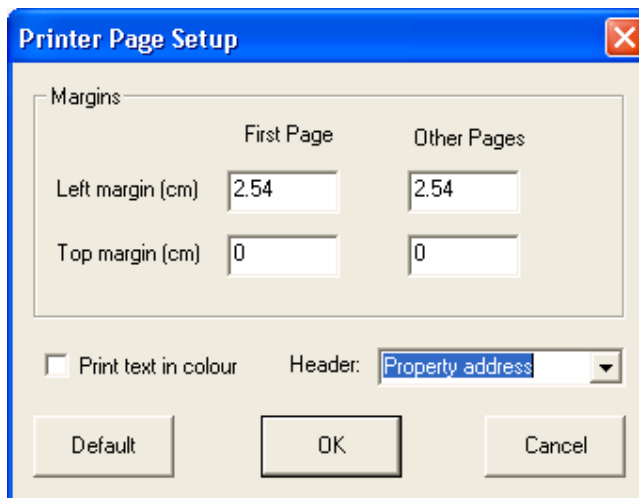 Printer Page Setup
Margins
First Page Other Pages
Left margin (cm) 2.54 2.54
Top margin (cm) 0 0
Print text in colour Header: Property address
Default OK Cancel